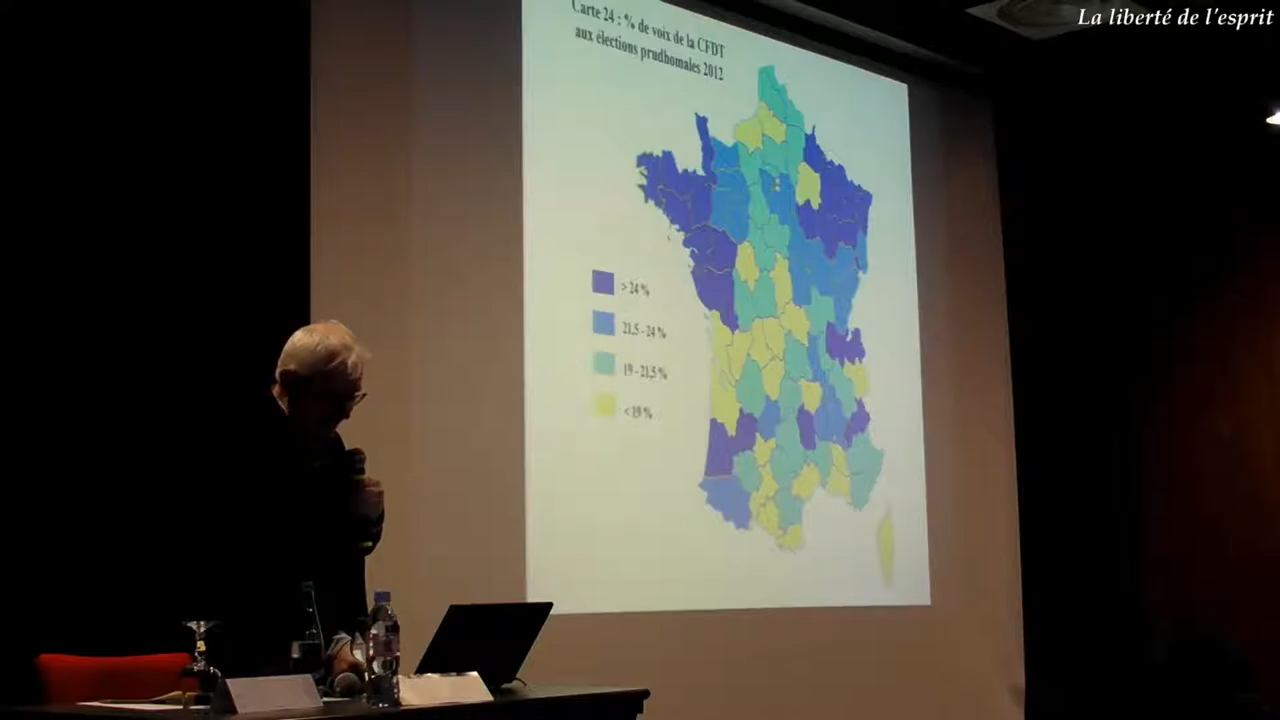 La liberté de l'esprit
Carte 24 : % de voix de la CFDT
aux élections prudhomales 2012
> 24 %
21,5 - 24 %
19 - 21,5 %
< 19 %